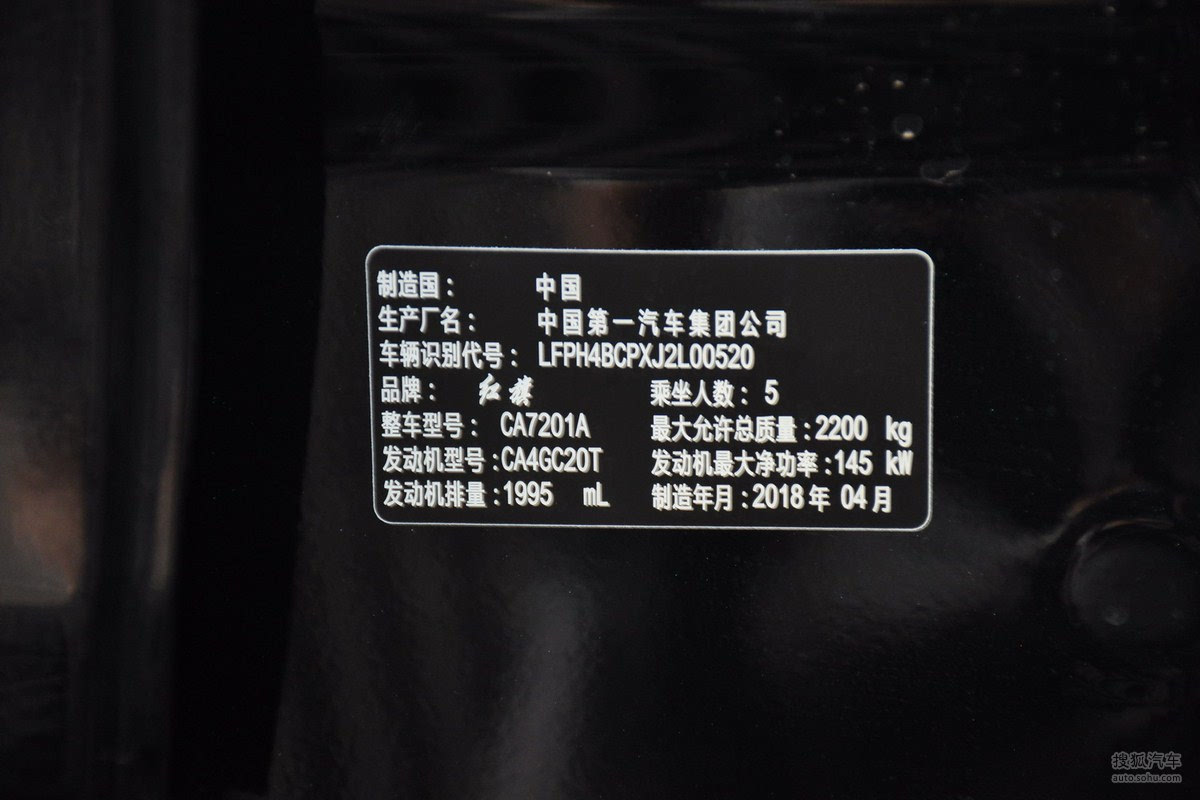 制造国： 中国
生产厂名： 中国第一汽车集团公司
车辆识别代号： LFPH4BCPXJ2L00520
品牌： 红旗 乘坐人数： 5
整车型号： CA7201A 最大允许总质量:2200 kg
发动机型号:CA4GC20T 发动机最大净功率:145 kW
发动机排量:1995 mL 制造年月:2018年 04月
搜狐汽车
auto.sohu.com